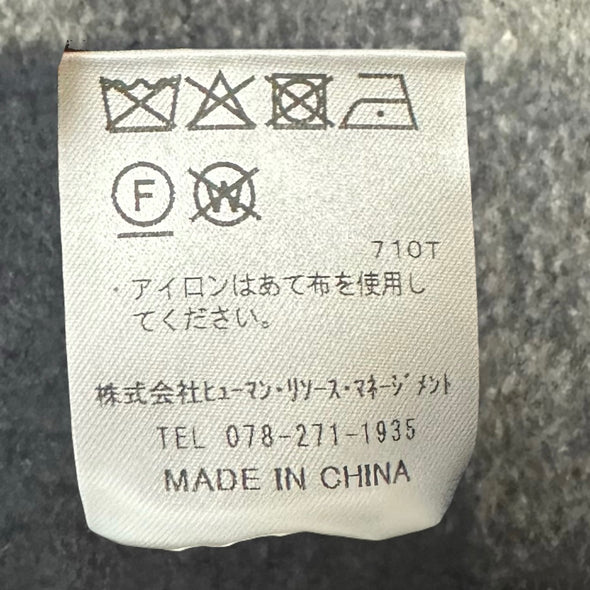 F W
710T
・アイロンはあて布を使用し
てください。
株式会社ﾋｭｰﾏﾝ･ﾘｿｰｽ･ﾏﾈｰｼﾞﾒﾝﾄ
TEL 078-271-1935
MADE IN CHINA